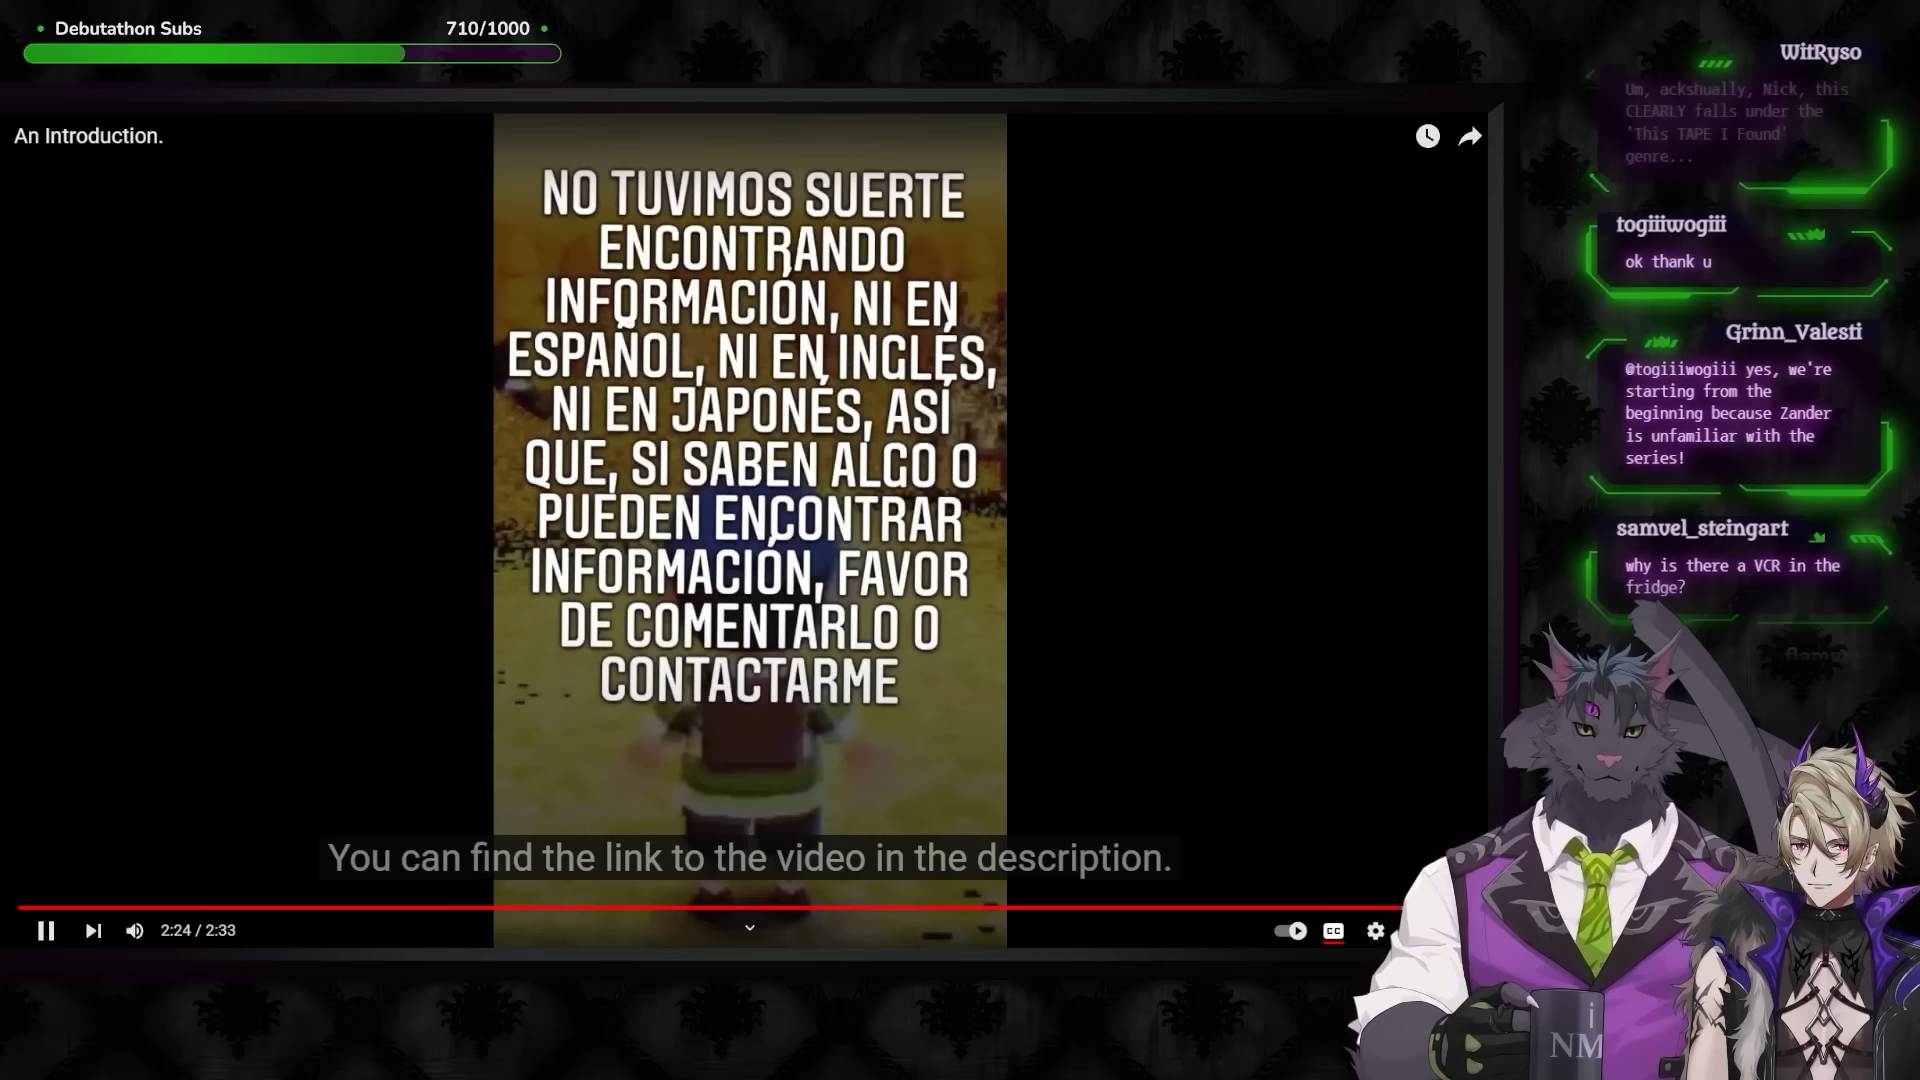 Debutathon Subs
710/1000
An Introduction.
NO TUVIMOS SUERTE
ENCONTRANDO
INFORMACIÓN, NI EN
ESPAÑOL, NI EN INGLÉS,
NI EN JAPONÉS, ASÍ
QUE, SI SABEN ALGO O
PUEDEN ENCONTRAR
INFORMACIÓN, FAVOR
DE COMENTARLO O
CONTACTARME
You can find the link to the video in the description.
2:24 / 2:33
CC
WitRyso
Um, ackshually, Nick, this
CLEARLY falls under the
'This TAPE I Found'
genre...
togiiiwogiii
ok thank u
Grinn_Valesti
@togiiiwogiii yes, we're
starting from the
beginning because Zander
is unfamiliar with the
series!
samvel_steingart
why is there a VCR in the
fridge?
NM